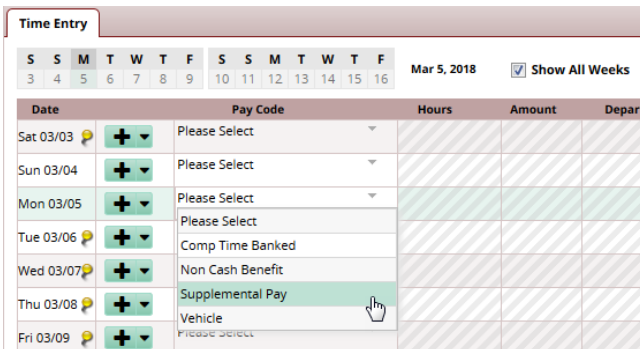 Time Entry
S S M T W T F S S M T W T F
3 4 5 6 7 8 9 10 11 12 13 14 15 16
Mar 5, 2018
Show All Weeks
Date Pay Code Hours Amount Depar
Sat 03/03 Please Select
Sun 03/04 Please Select
Mon 03/05 Please Select
Please Select
Tue 03/06 Comp Time Banked
Wed 03/07 Non Cash Benefit
Thu 03/08 Supplemental Pay
Vehicle
Fri 03/09 Please Select